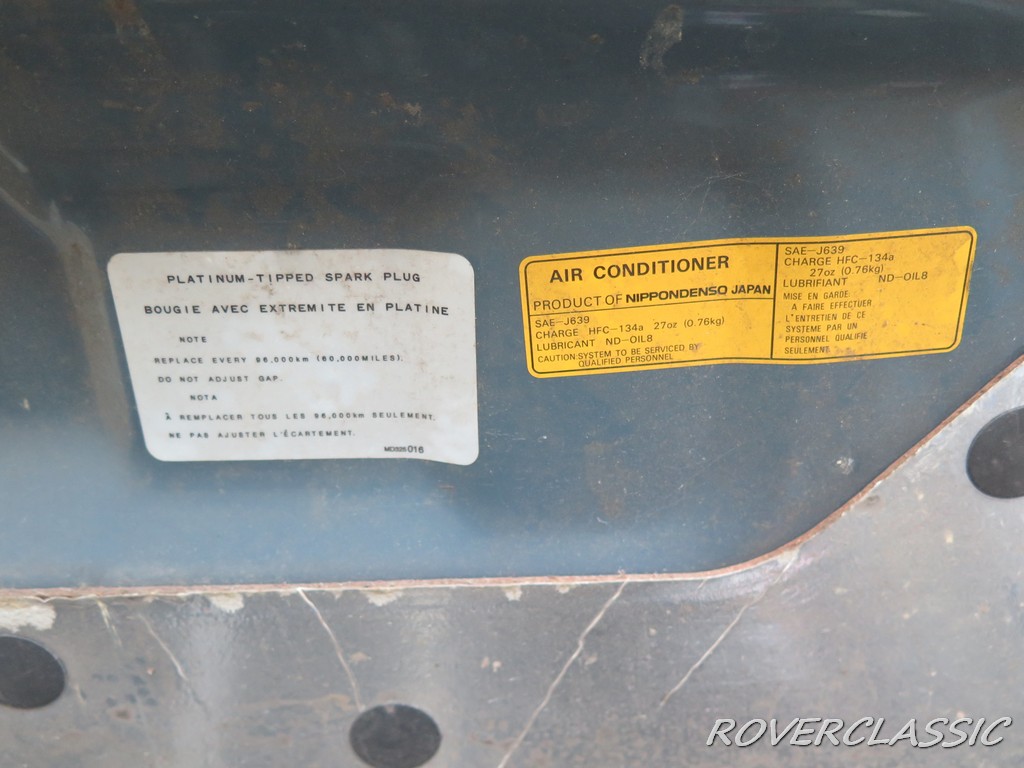 PLATINUM-TIPPED SPARK PLUG
BOUGIE AVEC EXTREMITE EN PLATINE
NOTE
REPLACE EVERY 96,000km (60,000MILES).
DO NOT ADJUST GAP.
NOTA
À REMPLACER TOUS LES 96,000km SEULEMENT.
NE PAS AJUSTER L'ÉCARTEMENT.
MD325016
AIR CONDITIONER
PRODUCT OF NIPPONDENSO JAPAN
SAE-J639
CHARGE HFC-134a 27oz (0.76kg)
LUBRICANT ND-OIL8
CAUTION:SYSTEM TO BE SERVICED BY
QUALIFIED PERSONNEL
SAE-J639
CHARGE HFC-134a
27oz (0.76kg)
LUBRIFIANT ND-OIL8
MISE EN GARDE
A FAIRE EFFECTUER
L'ENTRETIEN DE CE
SYSTEME PAR UN
PERSONNEL QUALIFIE
SEULEMENT
ROVERCLASSIC